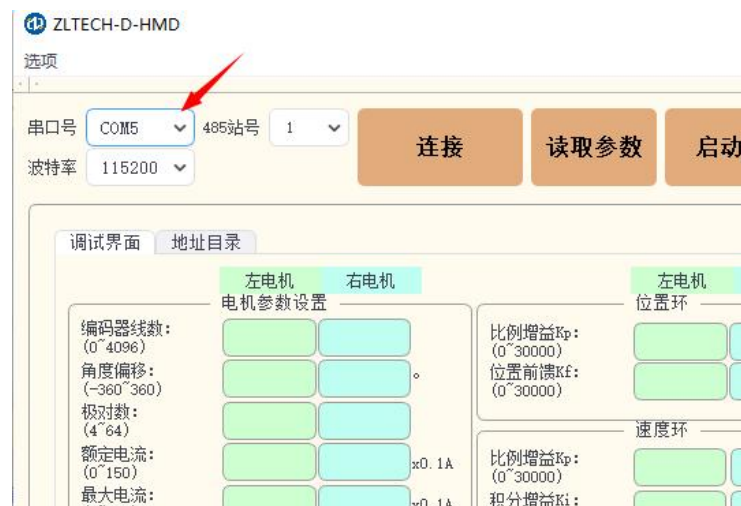 ZLTECH-D-HMD
选项
串口号 COM5 485站号 1
波特率 115200
连接 读取参数 启动
调试界面 地址目录
左电机 右电机 左电机
电机参数设置 位置环
编码器线数:
(0~4096)
角度偏移:
(-360~360) °
极对数:
(4~64)
额定电流:
(0~150) x0.1A
最大电流:
x0.1A
比例增益Kp:
(0~30000)
位置前馈Kf:
(0~30000)
速度环
比例增益Kp:
(0~30000)
积分增益Ki: